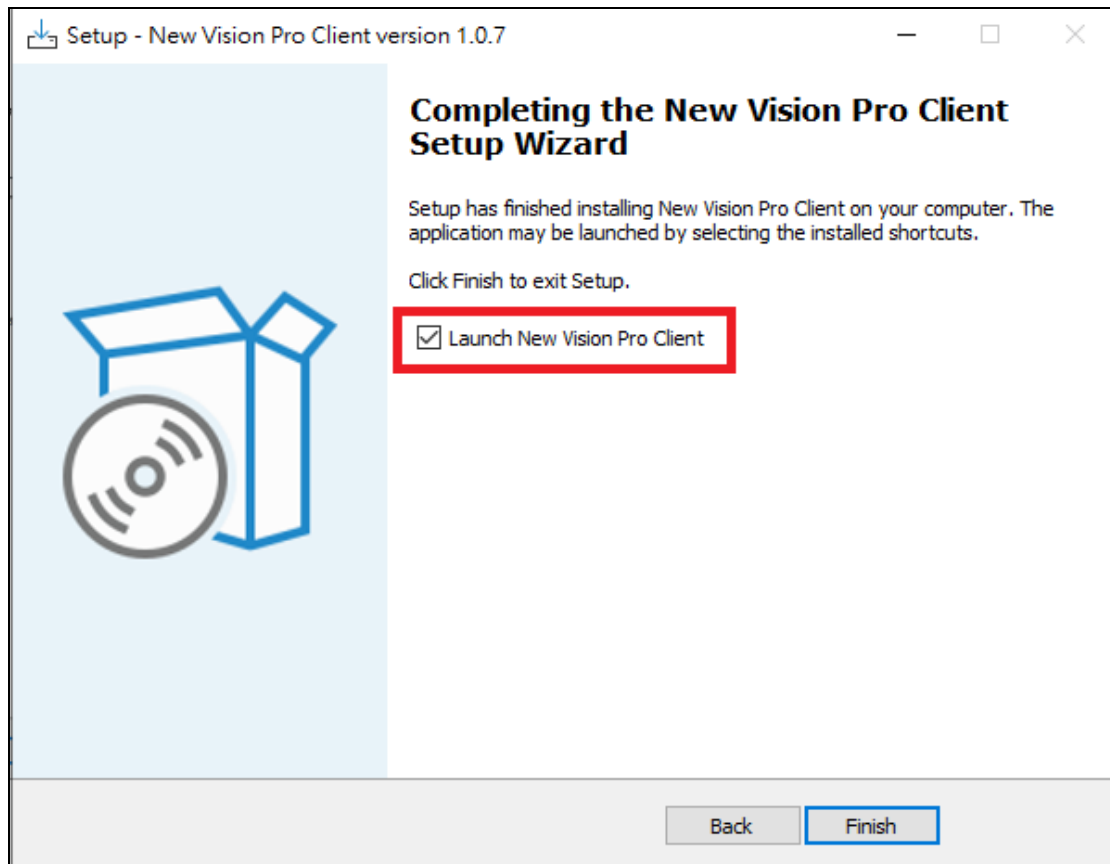 Setup - New Vision Pro Client version 1.0.7
Completing the New Vision Pro Client
Setup Wizard
Setup has finished installing New Vision Pro Client on your computer. The
application may be launched by selecting the installed shortcuts.
Click Finish to exit Setup.
Launch New Vision Pro Client
Back
Finish